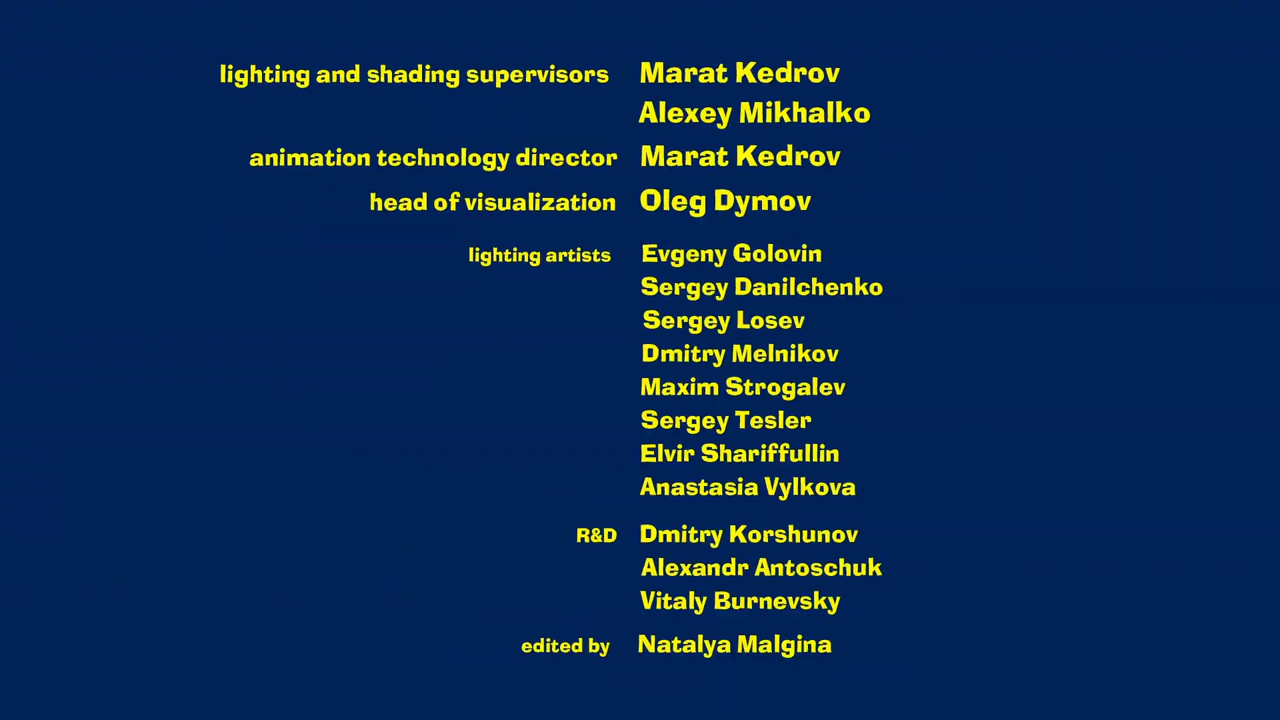 lighting and shading supervisors Marat Kedrov
Alexey Mikhalko
animation technology director Marat Kedrov
head of visualization Oleg Dymov
lighting artists Evgeny Golovin
Sergey Danilchenko
Sergey Losev
Dmitry Melnikov
Maxim Strogalev
Sergey Tesler
Elvir Shariffullin
Anastasia Vylkova
R&D Dmitry Korshunov
Alexandr Antoschuk
Vitaly Burnevsky
edited by Natalya Malgina